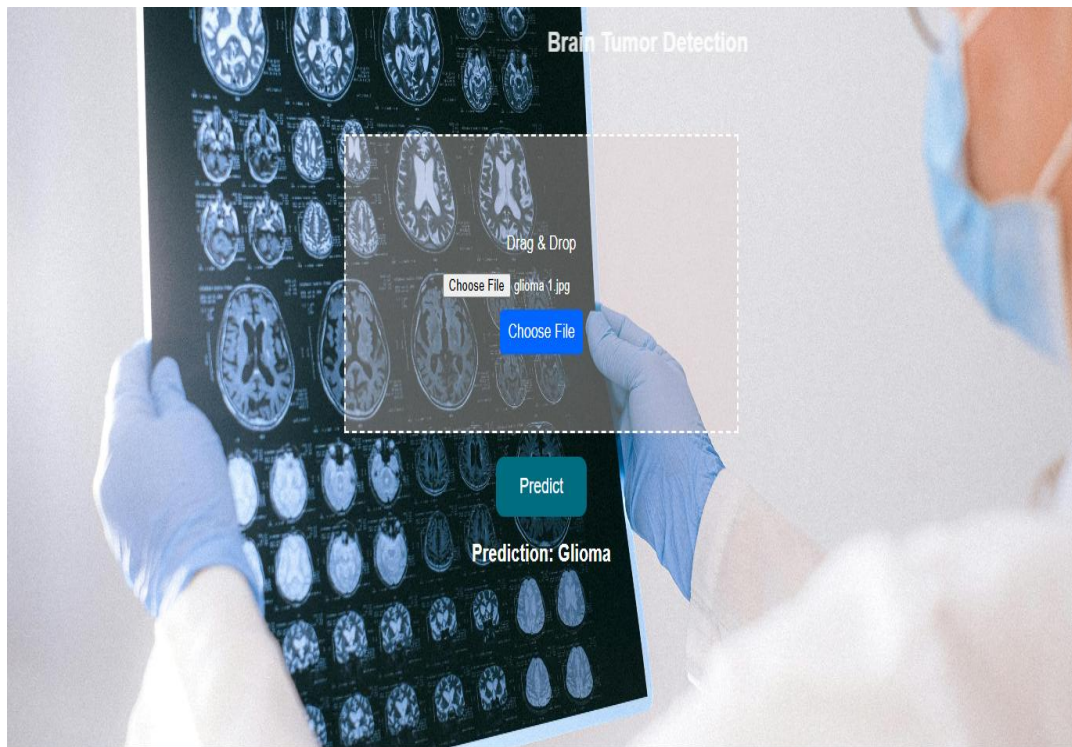 Brain Tumor Detection
Drag & Drop
Choose File glioma 1.jpg
Choose File
Predict
Prediction: Glioma